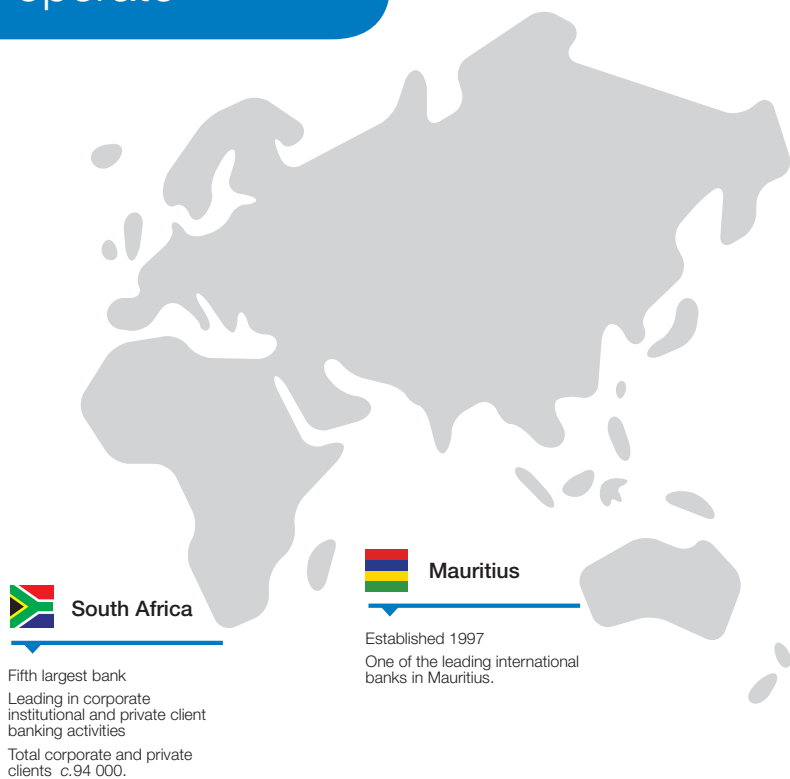 operate
South Africa
Fifth largest bank
Leading in corporate
institutional and private client
banking activities
Total corporate and private
clients c.94 000.
Mauritius
Established 1997
One of the leading international
banks in Mauritius.